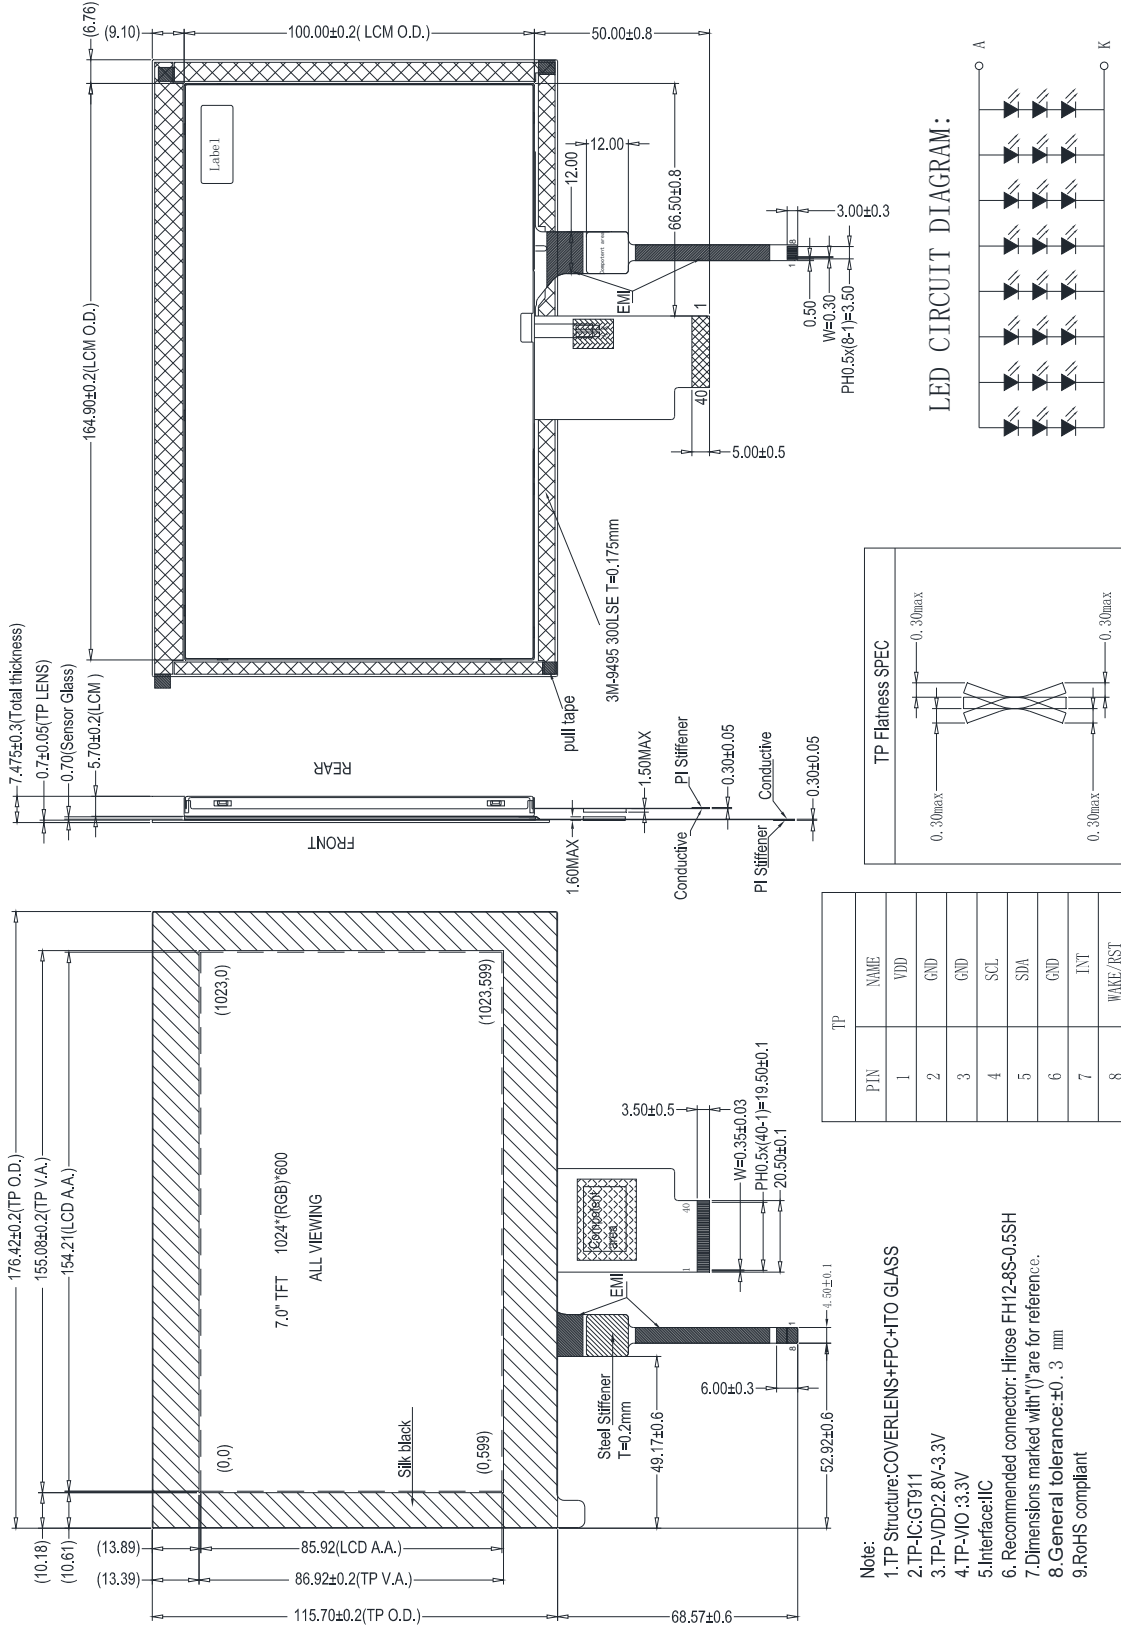 176.42±0.2(TP O.D.)
155.08±0.2(TP V.A.)
154.21(LCD A.A.)
(10.18)
(10.61)
(13.89)
(13.39)
85.92(LCD A.A.)
86.92±0.2(TP V.A.)
115.70±0.2(TP O.D.)
68.57±0.6
(0,0)
(1023,0)
(0,599)
(1023,599)
7.0" TFT 1024*(RGB)*600
ALL VIEWING
Silk black
Steel Stiffener
T=0.2mm
49.17±0.6
52.92±0.6
6.00±0.3
4.50±0.1
8
1
EMI
Component
area
1
40
3.50±0.5
W=0.35±0.03
PH0.5x(40-1)=19.50±0.1
20.50±0.1
7.475±0.3(Total thickness)
0.7±0.05(TP LENS)
0.70(Sensor Glass)
5.70±0.2(LCM )
FRONT
REAR
1.60MAX
1.50MAX
Conductive
PI Stiffener
0.30±0.05
PI Stiffener
Conductive
0.30±0.05
(6.76)
(9.10)
100.00±0.2( LCM O.D.)
50.00±0.8
164.90±0.2(LCM O.D.)
Label
12.00
12.00
66.50±0.8
Component area
EMI
1
40
5.00±0.5
3.00±0.3
8
1
0.50
W=0.30
PH0.5x(8-1)=3.50
3M-9495 300LSE T=0.175mm
pull tape
LED CIRCUIT DIAGRAM:
A
K
TP Flatness SPEC
0.30max
0.30max
0.30max
0.30max
TP
PIN NAME
1 VDD
2 GND
3 GND
4 SCL
5 SDA
6 GND
7 INT
8 WAKE/RST
Note:
1.TP Structure:COVERLENS+FPC+ITO GLASS
2.TP-IC:GT911
3.TP-VDD:2.8V-3.3V
4.TP-VIO :3.3V
5.Interface:IIC
6. Recommended connector: Hirose FH12-8S-0.5SH
7.Dimensions marked with"()"are for reference.
8.General tolerance:±0.3 mm
9.RoHS compliant